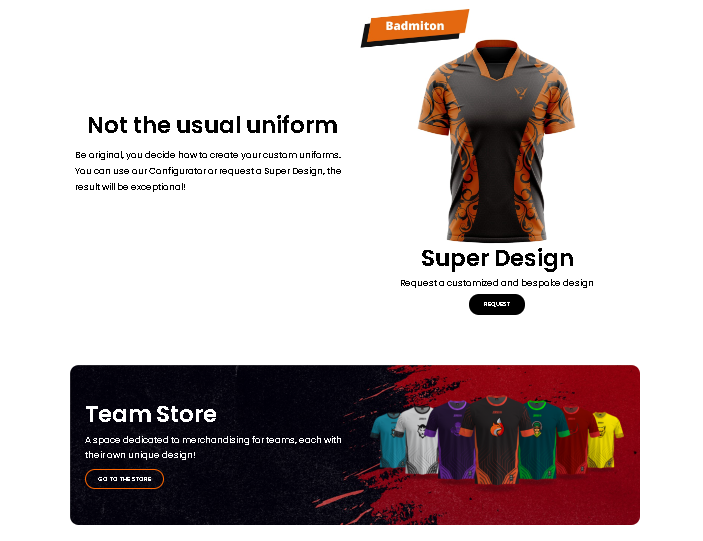 Badmiton
Not the usual uniform
Be original, you decide how to create your custom uniforms.
You can use our Configurator or request a Super Design, the
result will be exceptional!
Super Design
Request a customized and bespoke design
REQUEST
Team Store
A space dedicated to merchandising for teams, each with
their own unique design!
GO TO THE STORE